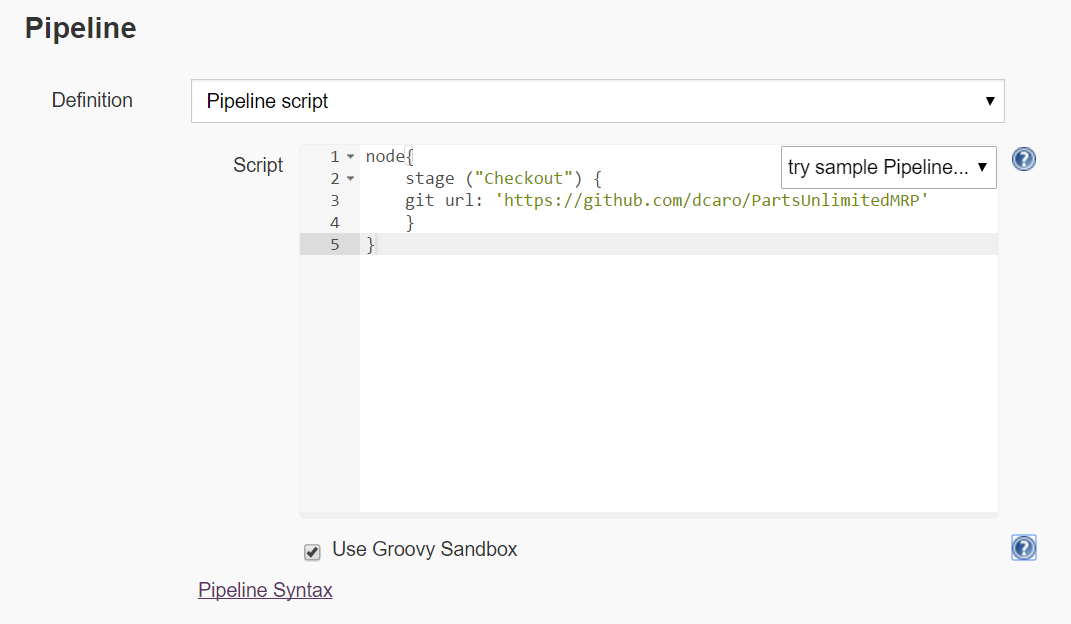 Pipeline
Definition
Pipeline script
Script
try sample Pipeline...
1 node{
2 stage ("Checkout") {
3 git url: 'https://github.com/dcaro/PartsUnlimitedMRP'
4 }
5 }
Use Groovy Sandbox
Pipeline Syntax